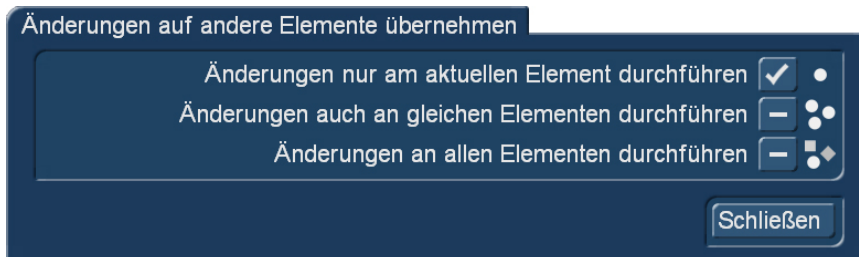 Änderungen auf andere Elemente übernehmen
Änderungen nur am aktuellen Element durchführen
Änderungen auch an gleichen Elementen durchführen
Änderungen an allen Elementen durchführen
Schließen